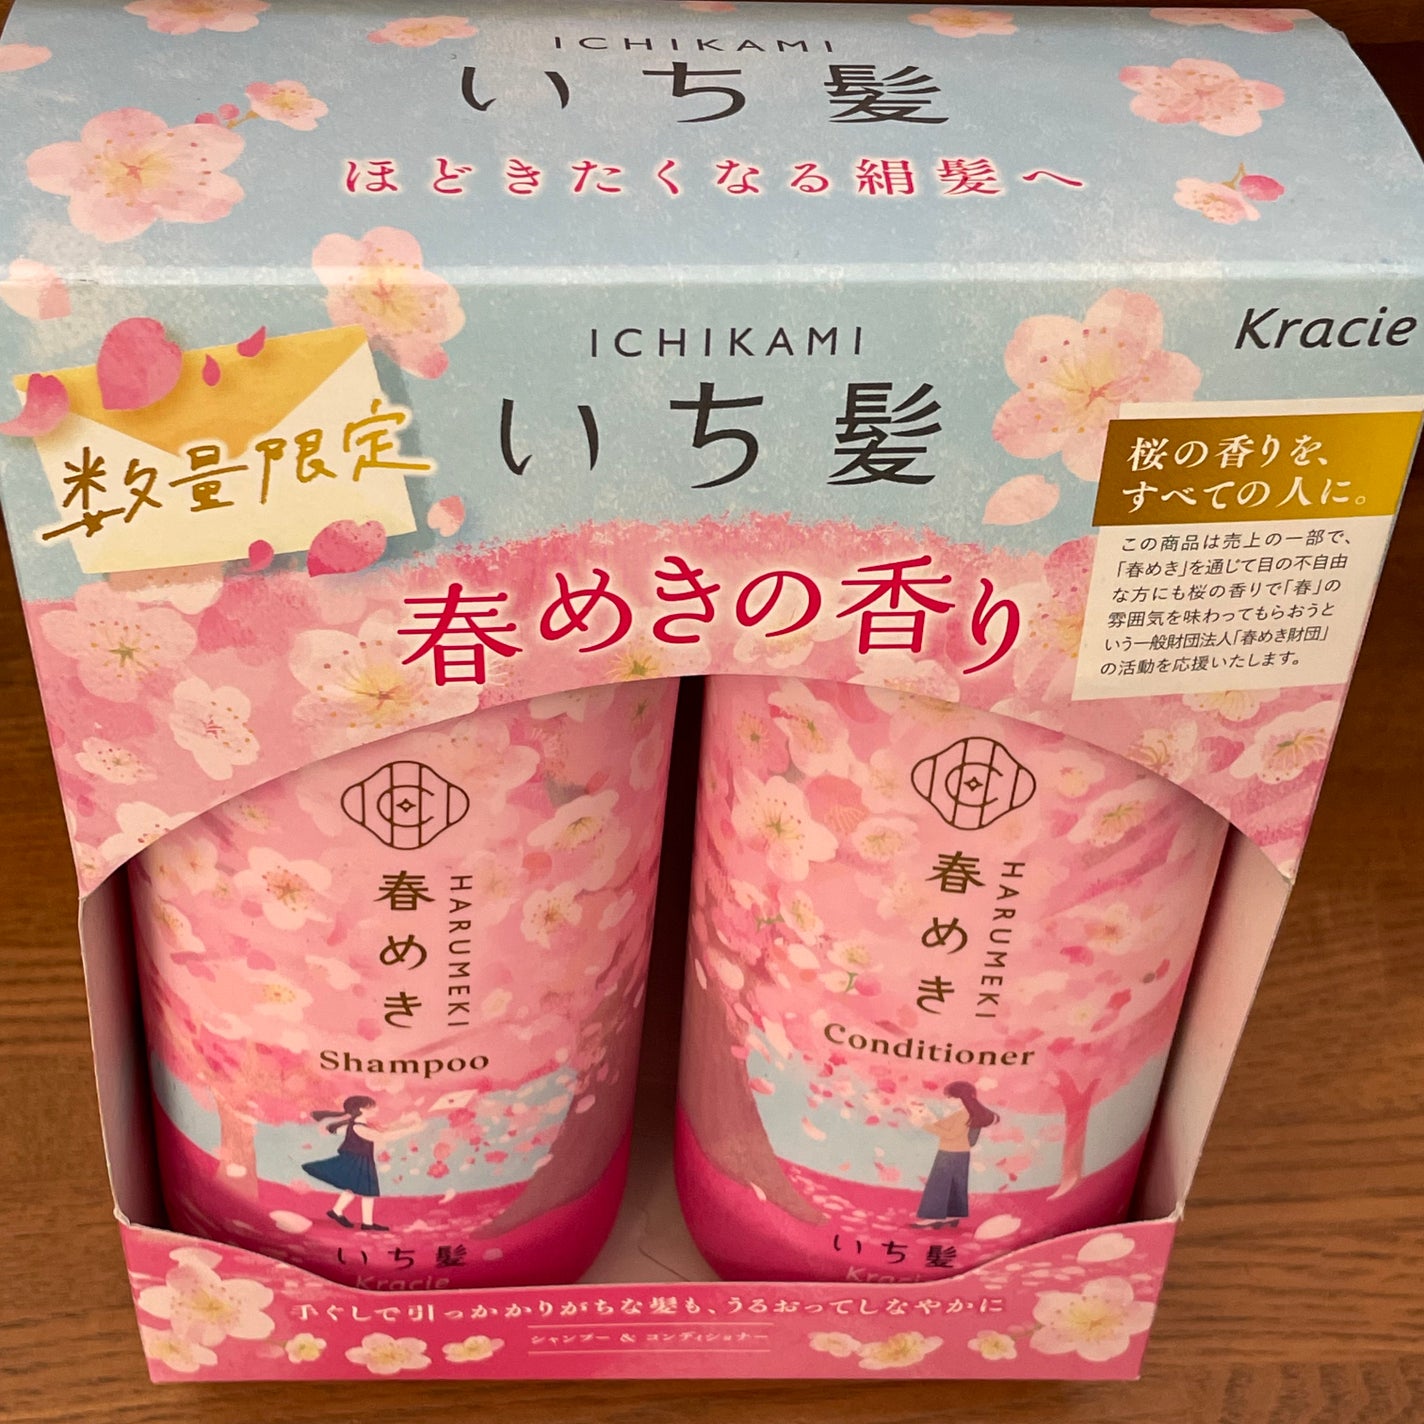 ICHIKAMI
いち髪
ほどきたくなる絹髪へ
ICHIKAMI
いち髪
Kracie
数量限定
桜の香りを、
すべての人に。
この商品は売上の一部で、
「春めき」を通じて目の不自由
な方にも桜の香りで「春」の
雰囲気を味わってもらおうと
いう一般財団法人「春めき財団」
の活動を応援いたします。
春めきの香り
春めき
HARUMEKI
Shampoo
いち髪
Kracie
春めき
HARUMEKI
Conditioner
いち髪
Kracie
手ぐしで引っかかりがちな髪も、うるおってしなやかに
シャンプー & コンディショナー